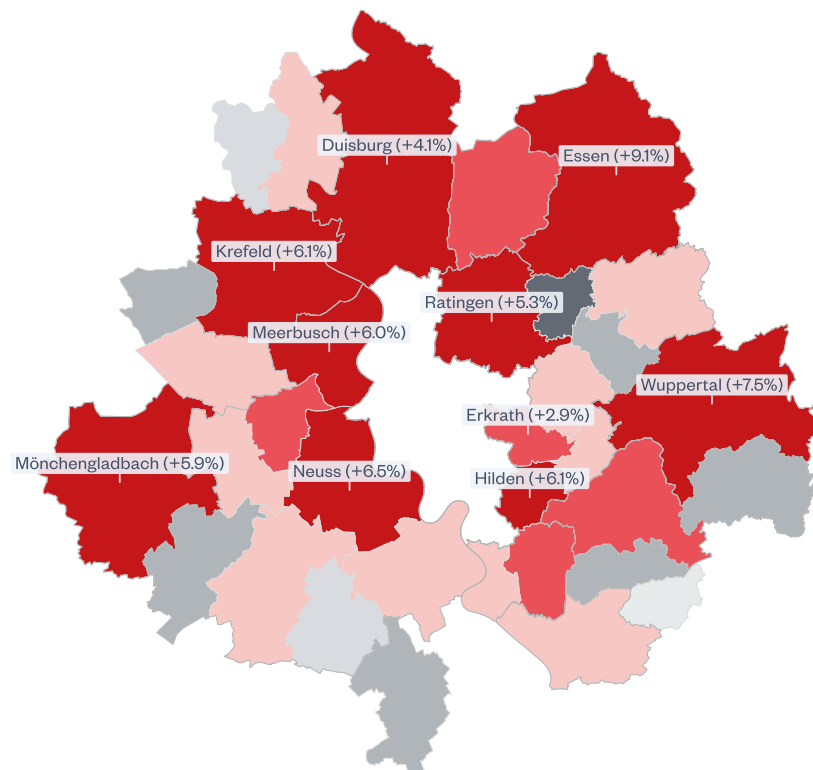 Duisburg (+4.1%)
Essen (+9.1%)
Krefeld (+6.1%)
Ratingen (+5.3%)
Meerbusch (+6.0%)
Wuppertal (+7.5%)
Erkrath (+2.9%)
Mönchengladbach (+5.9%)
Neuss (+6.5%)
Hilden (+6.1%)